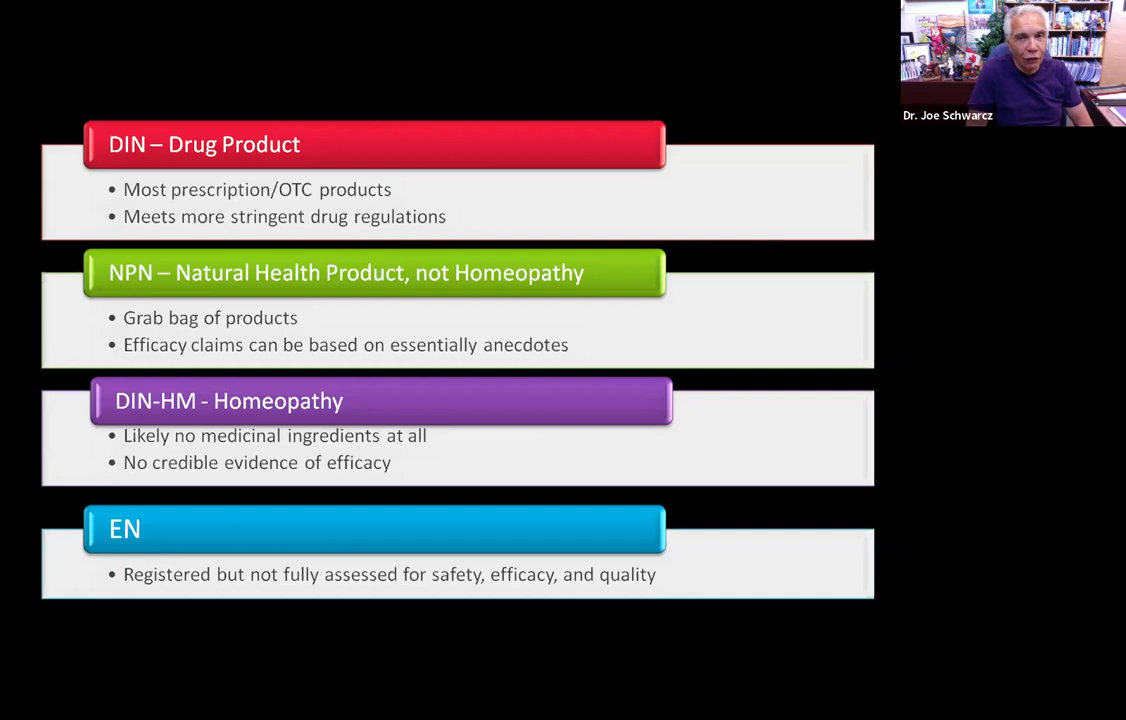 Dr. Joe Schwarcz
DIN – Drug Product
• Most prescription/OTC products
• Meets more stringent drug regulations
NPN – Natural Health Product, not Homeopathy
• Grab bag of products
• Efficacy claims can be based on essentially anecdotes
DIN-HM - Homeopathy
• Likely no medicinal ingredients at all
• No credible evidence of efficacy
EN
• Registered but not fully assessed for safety, efficacy, and quality